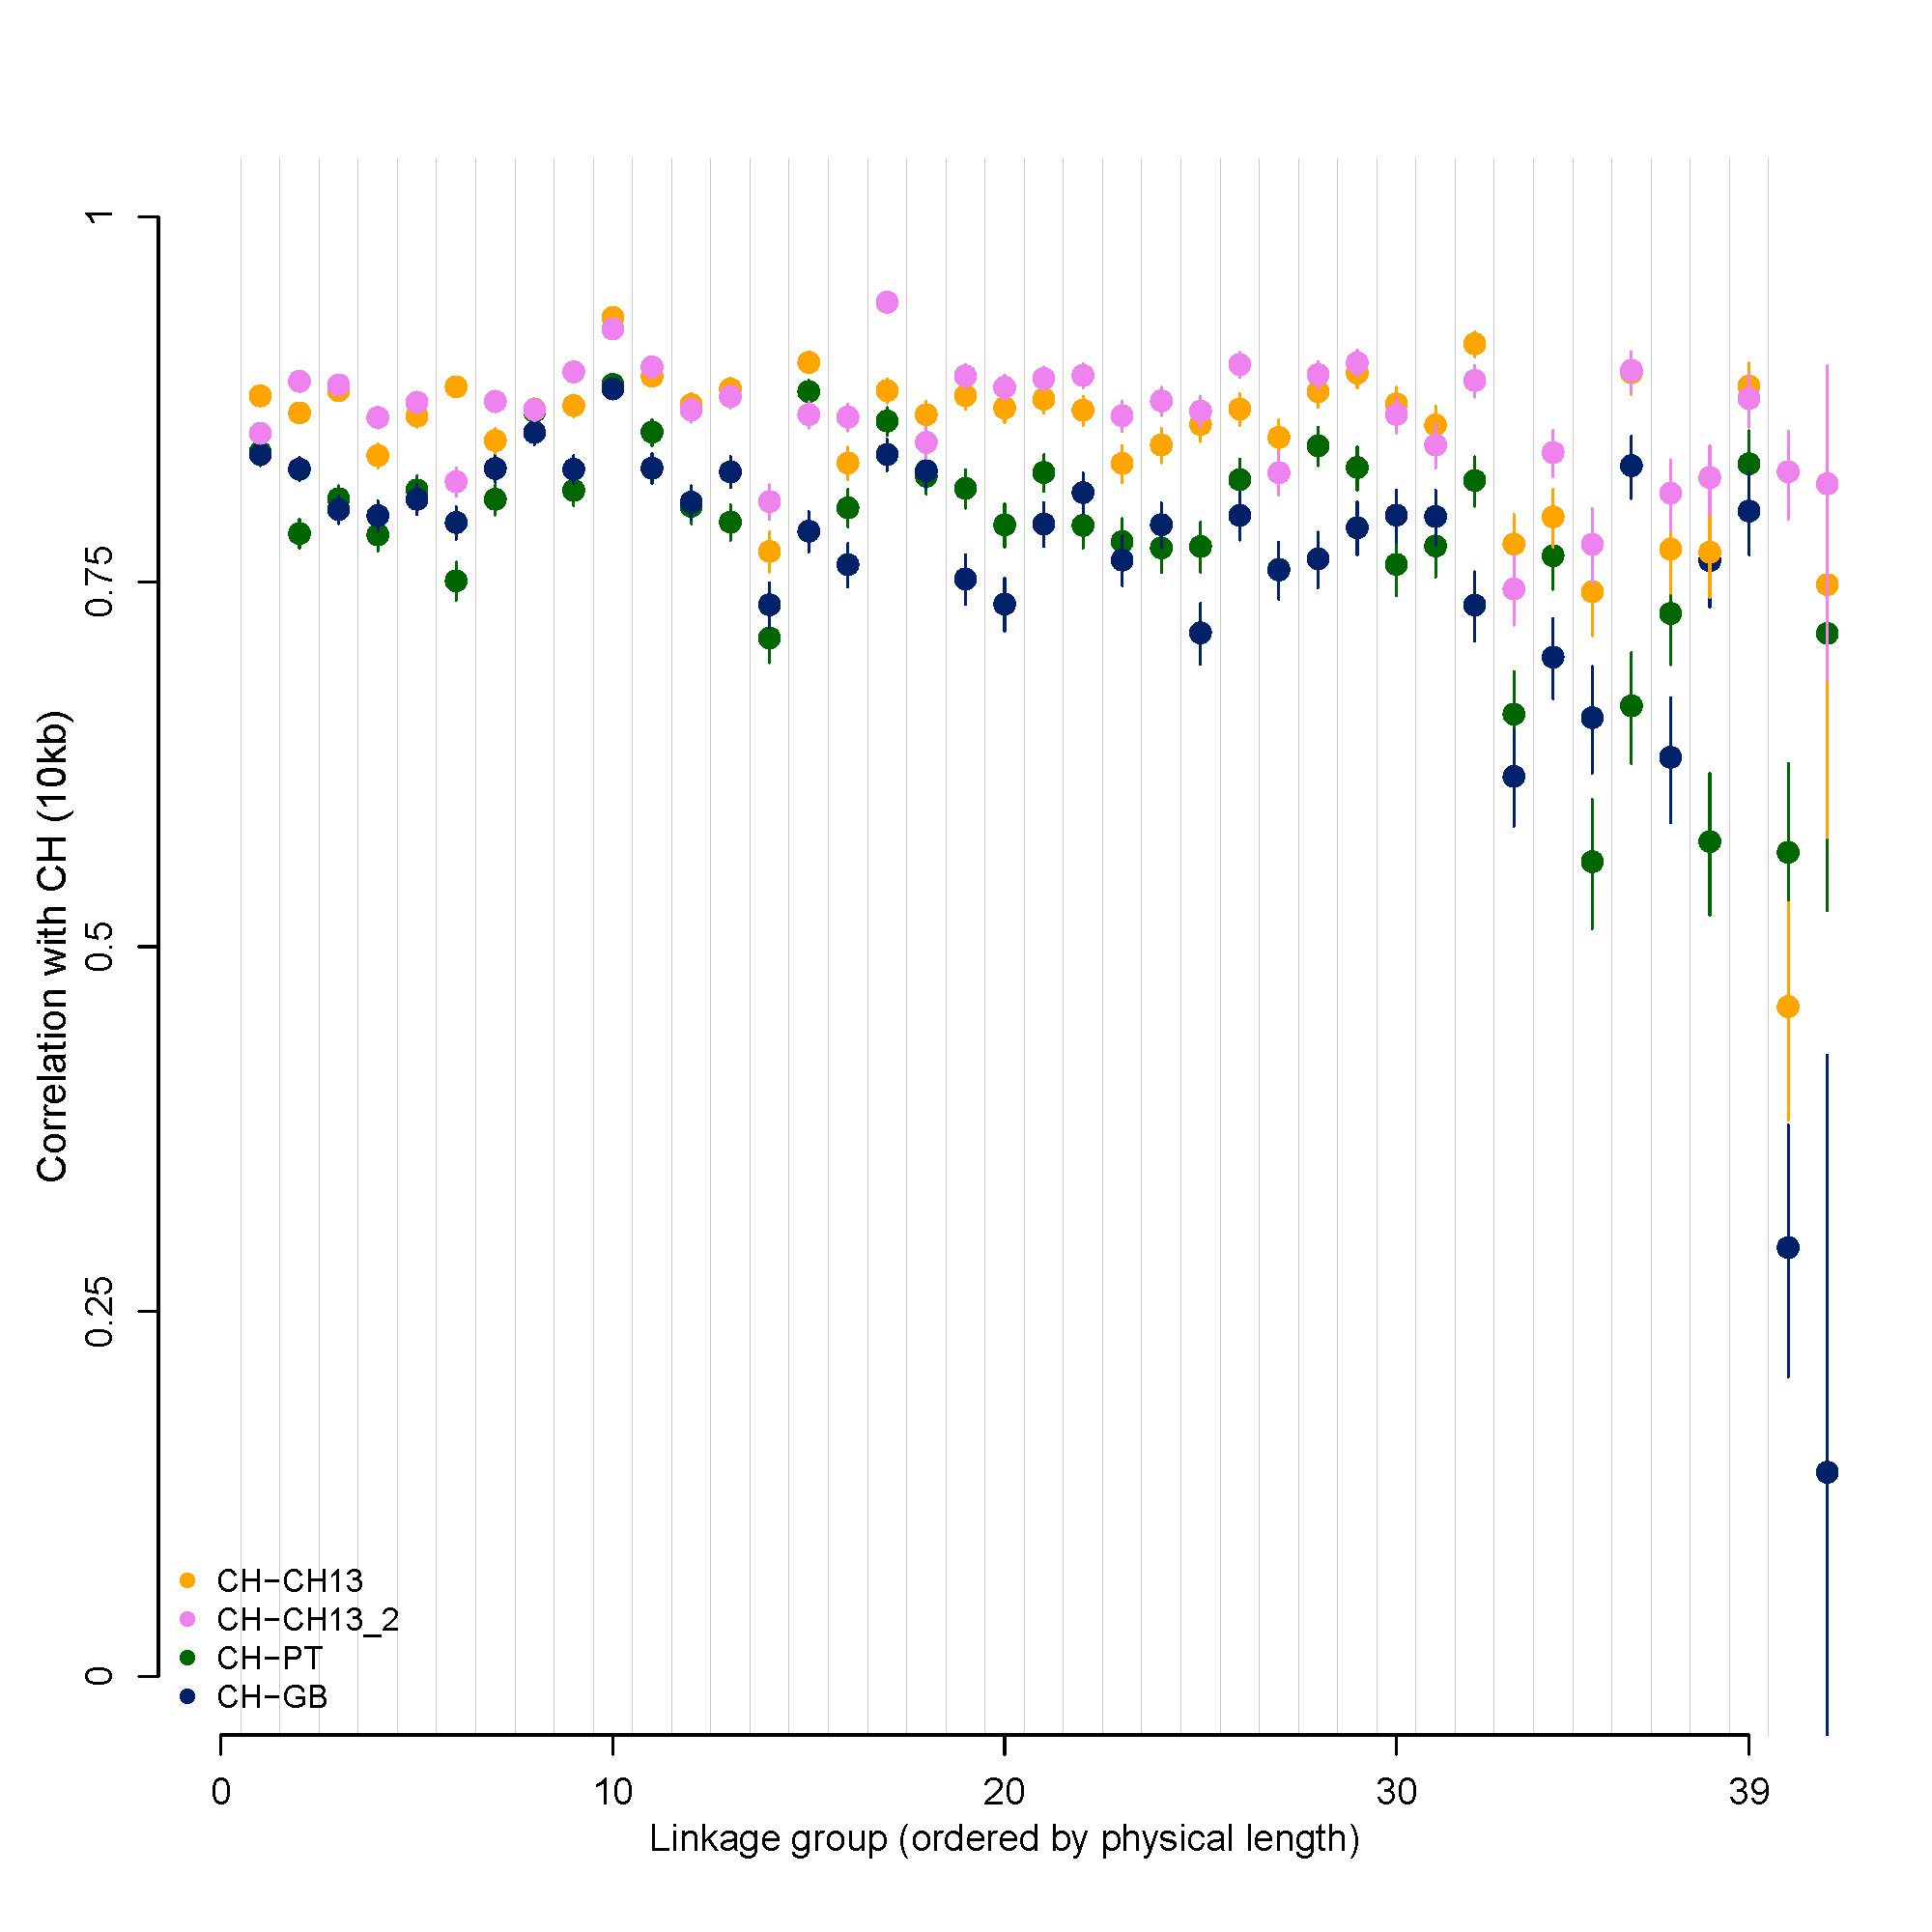 Correlation with CH (10kb)
1
0.75
0.5
0.25
0
CH−CH13
CH−CH13_2
CH−PT
CH−GB
0 10 20 30 39
Linkage group (ordered by physical length)